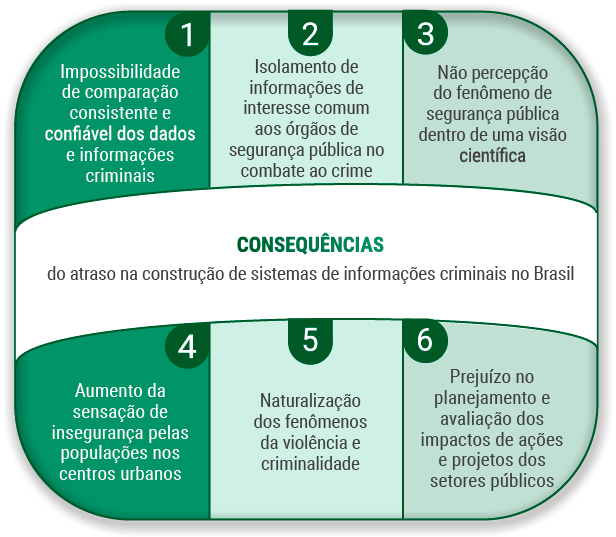 1
Impossibilidade
de comparação
consistente e
confiável dos dados
e informações
criminais
2
Isolamento de
informações de
interesse comum
aos órgãos de
segurança pública no
combate ao crime
3
Não percepção
do fenômeno de
segurança pública
dentro de uma visão
científica
CONSEQUÊNCIAS
do atraso na construção de sistemas de informações criminais no Brasil
4
Aumento da
sensação de
insegurança pelas
populações nos
centros urbanos
5
Naturalização
dos fenômenos
da violência e
criminalidade
6
Prejuízo no
planejamento e
avaliação dos
impactos de ações
e projetos dos
setores públicos